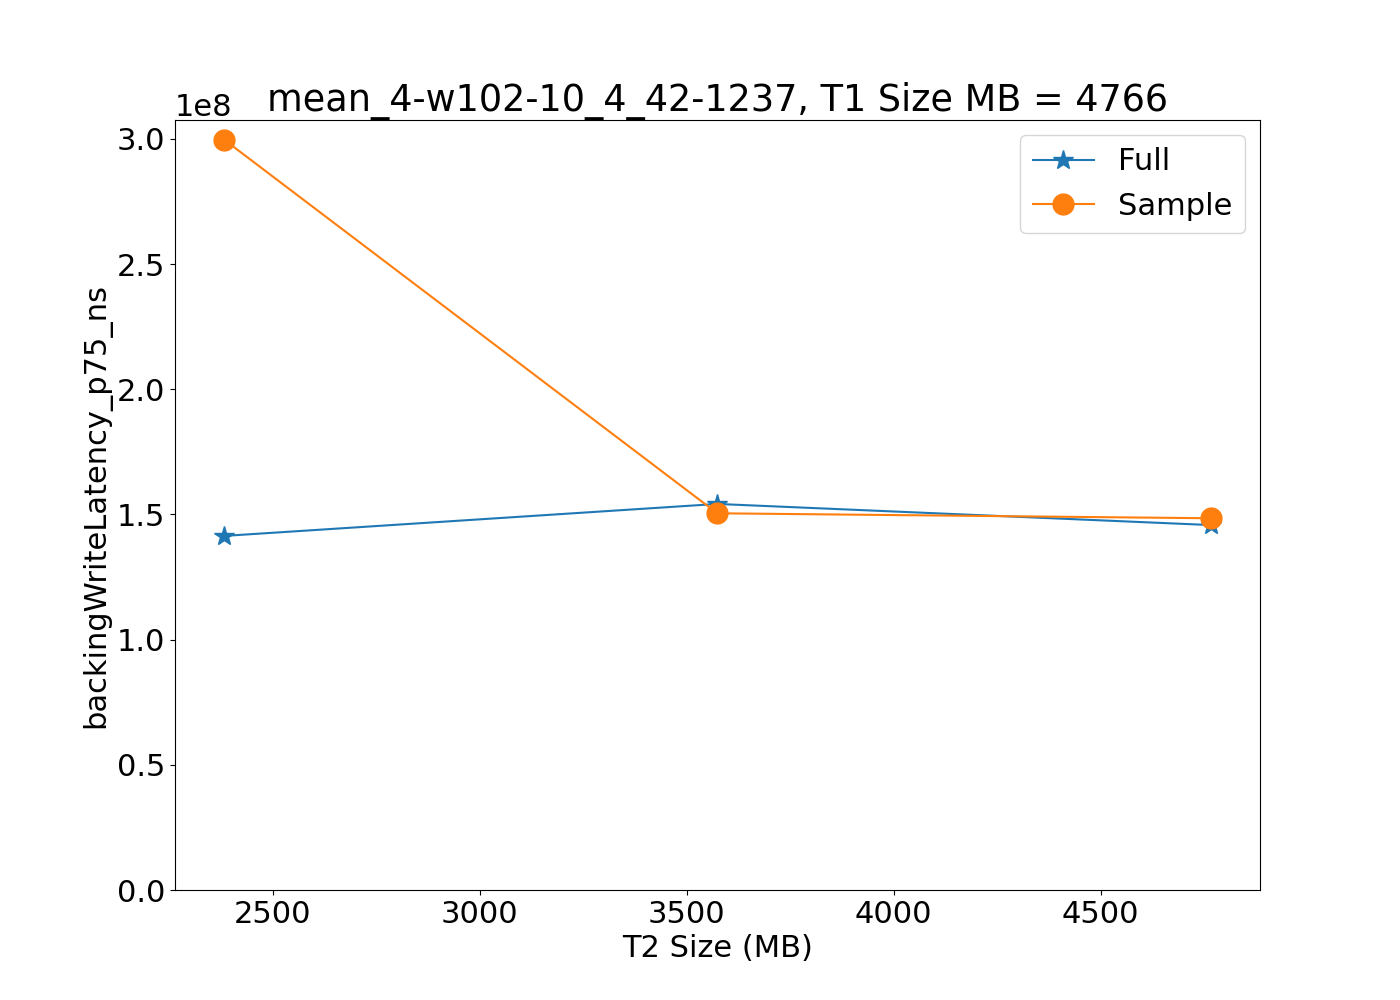 1e8
mean_4-w102-10_4_42-1237, T1 Size MB = 4766
Full
Sample
backingWriteLatency_p75_ns
3.0
2.5
2.0
1.5
1.0
0.5
0.0
2500 3000 3500 4000 4500
T2 Size (MB)